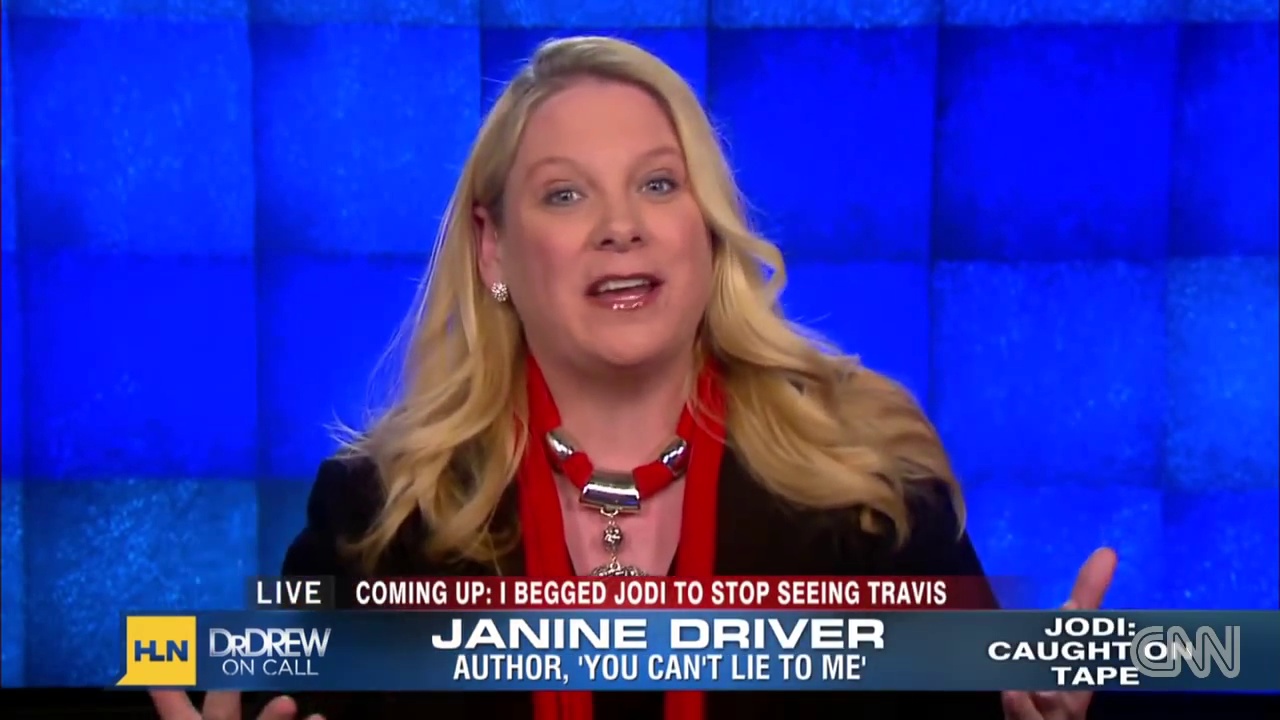 LIVE
COMING UP: I BEGGED JODI TO STOP SEEING TRAVIS
HLN
DRDREW
ON CALL
JANINE DRIVER
AUTHOR, 'YOU CAN'T LIE TO ME'
JODI:
CAUGHT ON
TAPE
CNN